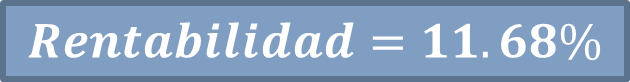 Rentabilidad = 11.68%